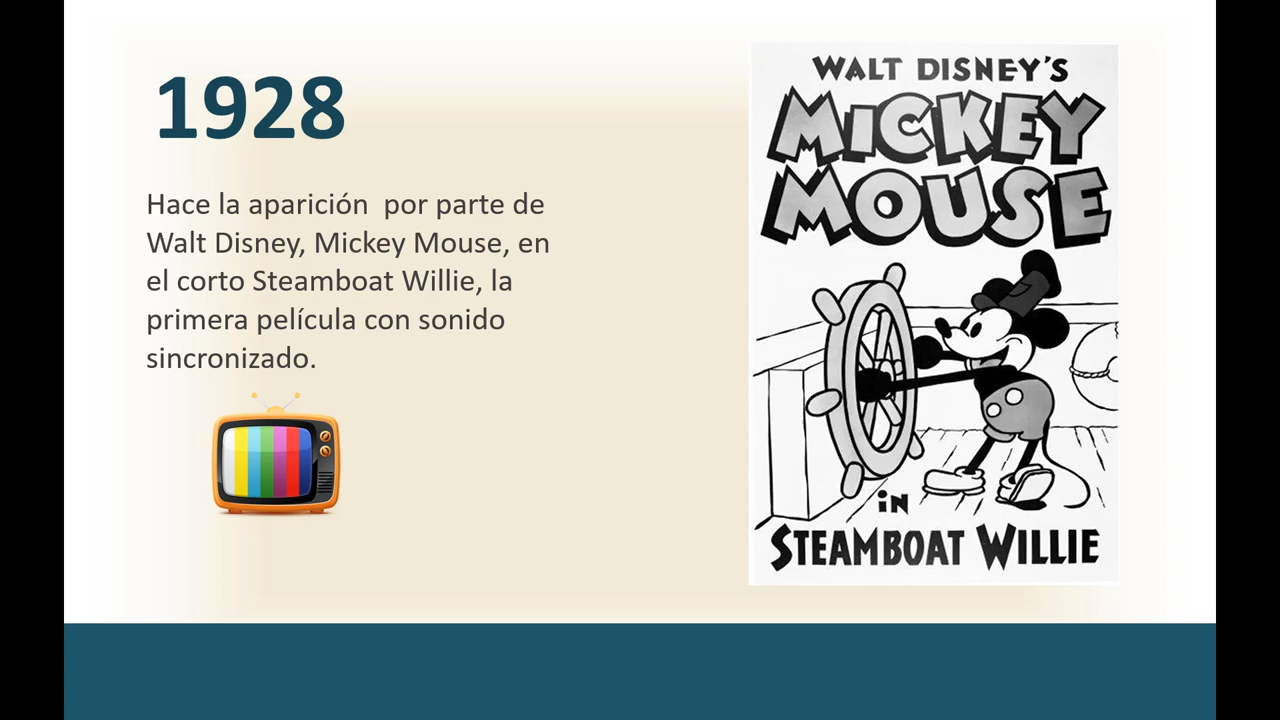 1928
Hace la aparición  por parte de
Walt Disney, Mickey Mouse, en
el corto Steamboat Willie, la
primera película con sonido
sincronizado.
WALT DISNEY'S
MICKEY
MOUSE
iN
STEAMBOAT WILLIE